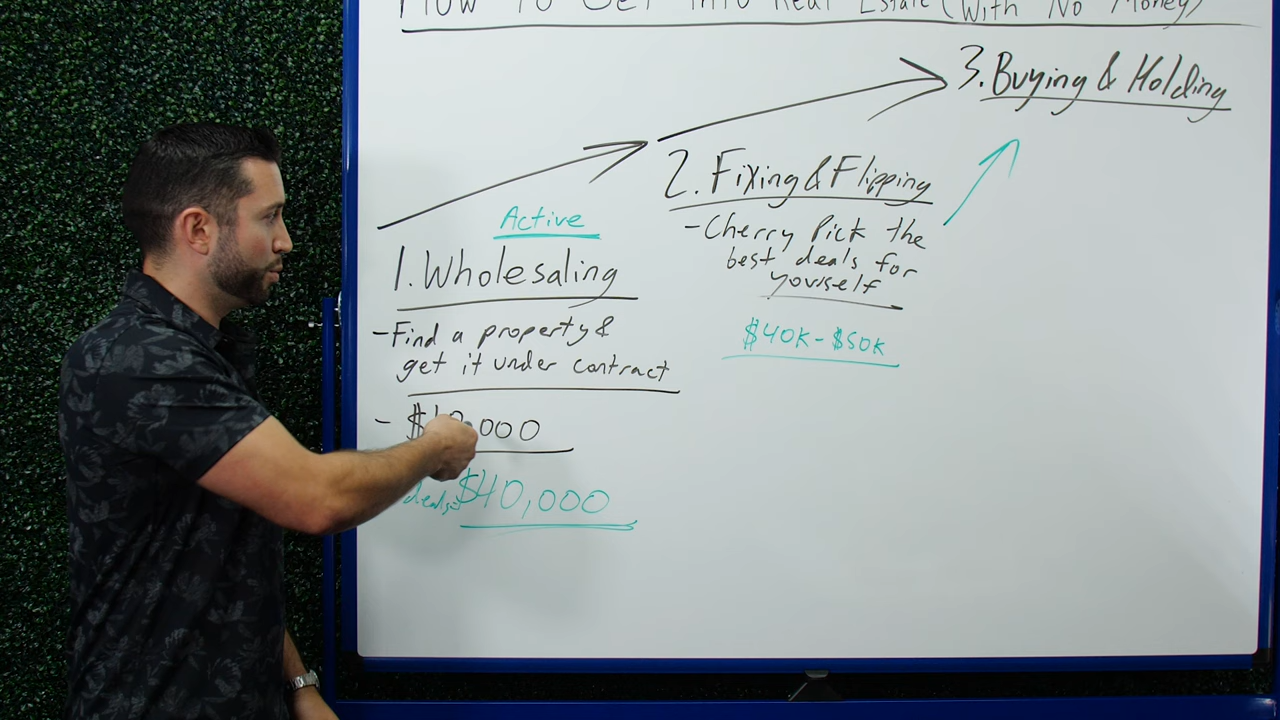 How To Get Into Real Estate (With No Money)
3. Buying & Holding
2. Fixing & Flipping
- Cherry Pick the
best deals for
yourself
$40K - $50K
Active
1. Wholesaling
- Find a property &
get it under contract
- $10,000
deals= $40,000